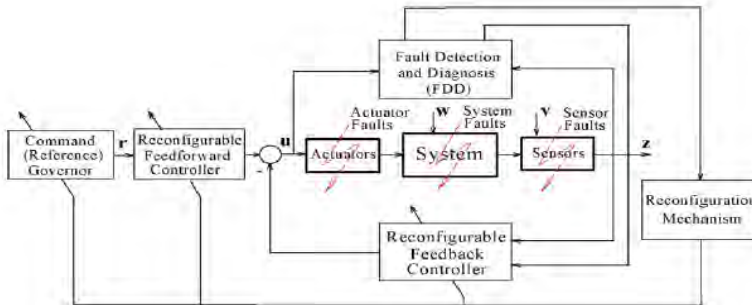 Fault Detection
and Diagnosis
(FDD)
Actuator
Faults
w
System
Faults
v
Sensor
Faults
Command
(Reference)
Governor
r
Reconfigurable
Feedforward
Controller
-
u
Actuators
System
Sensors
z
Reconfigurable
Feedback
Controller
Reconfiguration
Mechanism